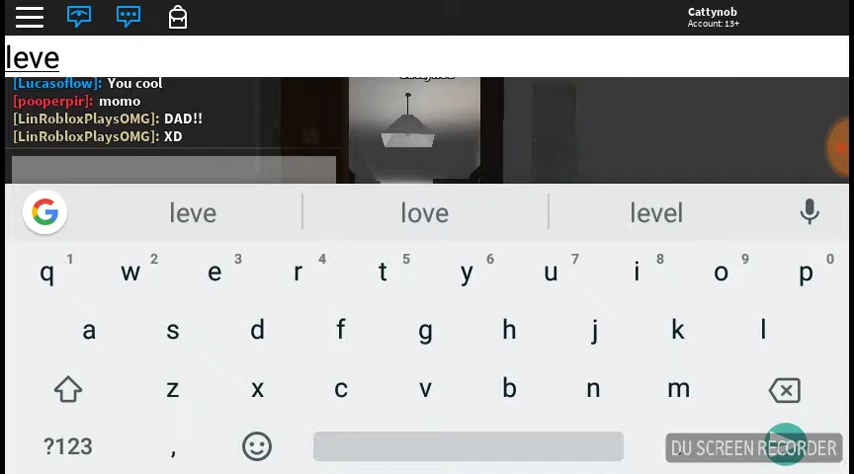 Cattynob
Account: 13+
leve
[Lucasoflow]: You cool
[pooperpir]: momo
[LinRobloxPlaysOMG]: DAD!!
[LinRobloxPlaysOMG]: XD
G leve love level
q 1 w 2 e 3 r 4 t 5 y 6 u 7 i 8 o 9 p 0
a s d f g h j k l
z x c v b n m
?123 , DU SCREEN RECORDER